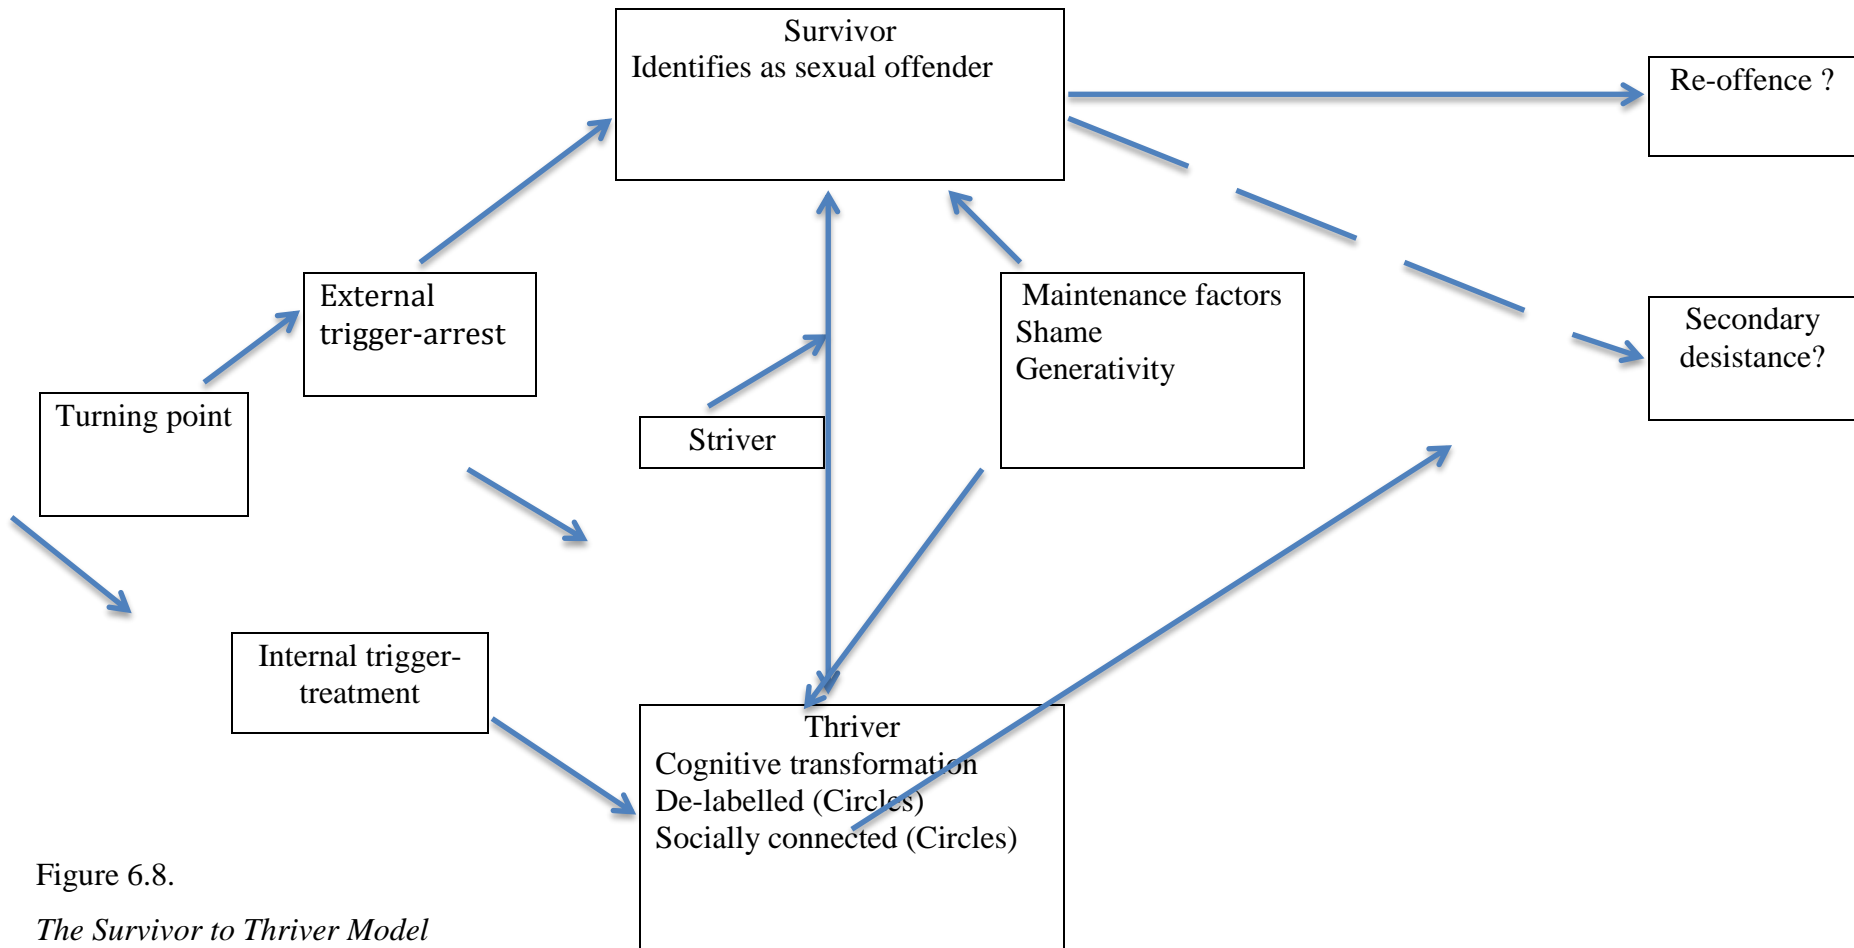 Survivor
Identifies as sexual offender
Re-offence ?
External
trigger-arrest
Maintenance factors
Shame
Generativity
Secondary
desistance?
Turning point
Striver
Internal trigger-
treatment
Thriver
Cognitive transformation
De-labelled (Circles)
Socially connected (Circles)
Figure 6.8.
The Survivor to Thriver Model